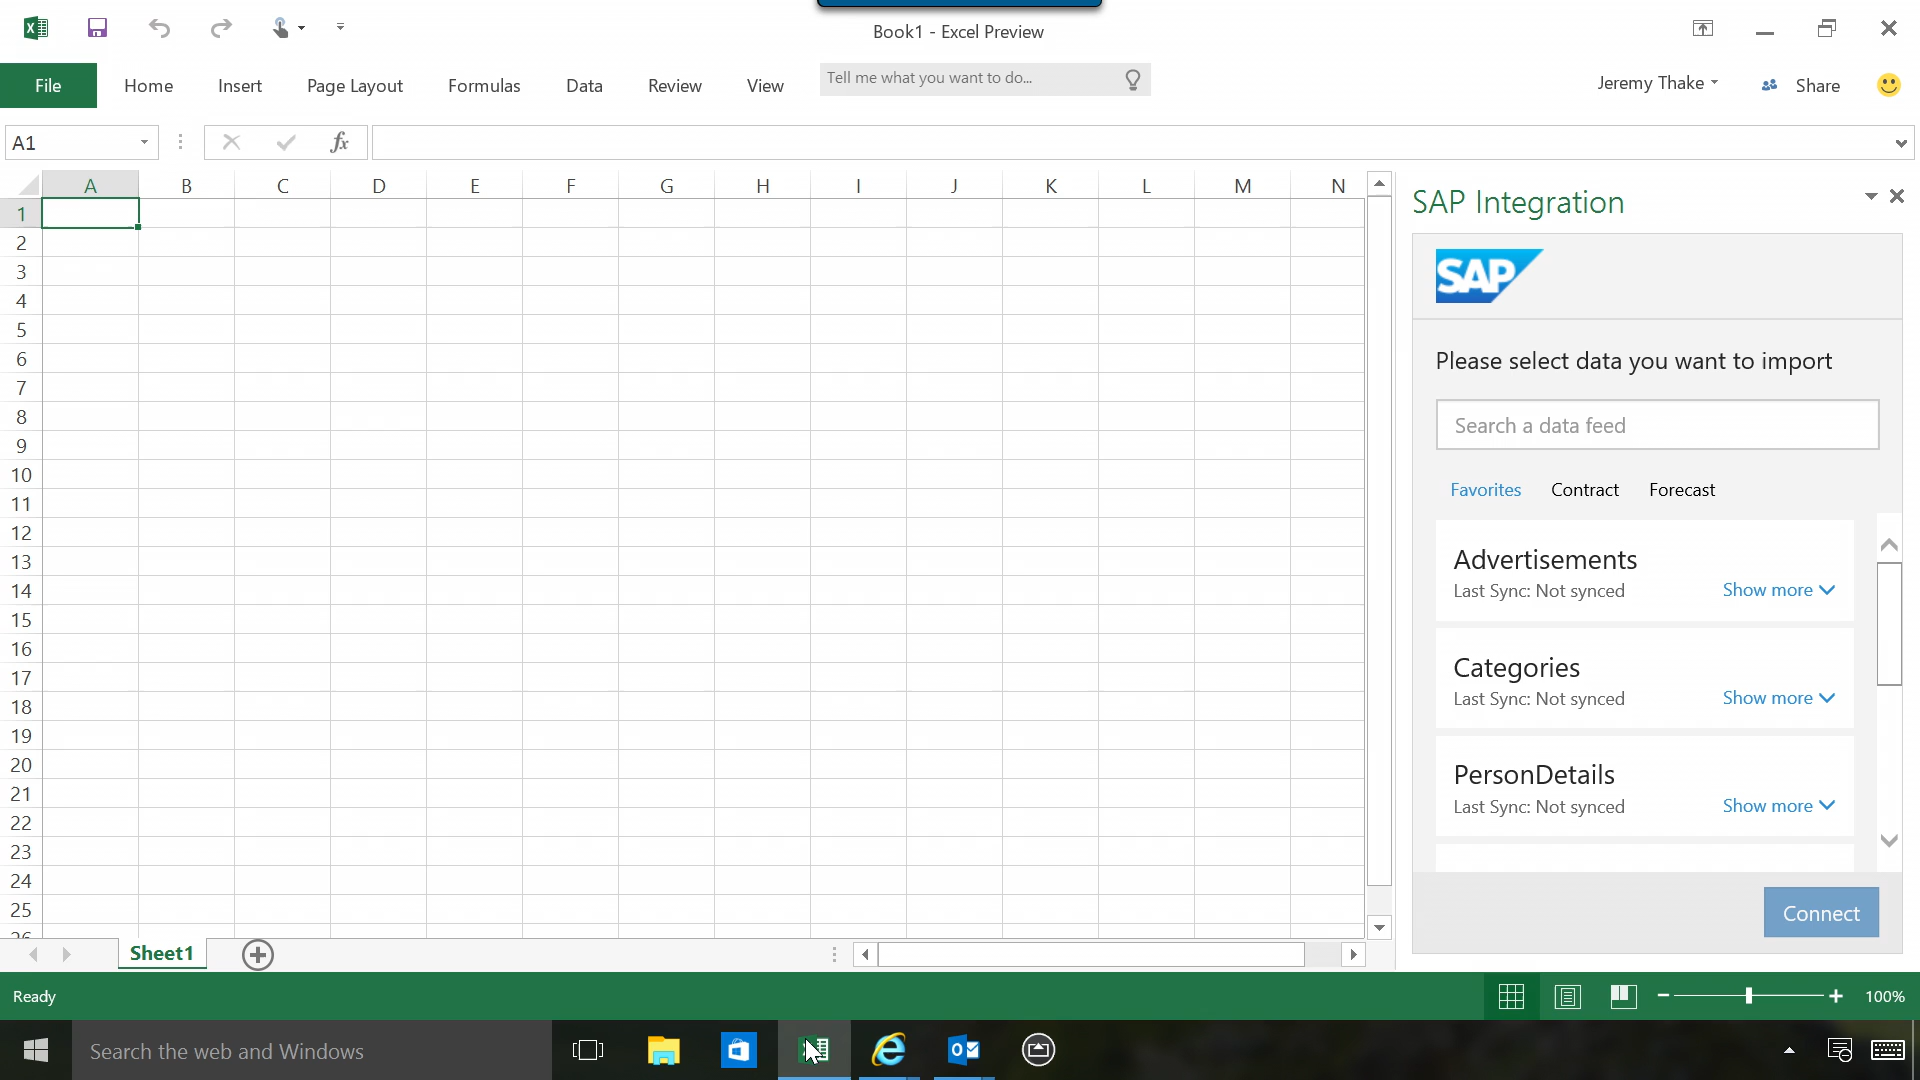 Book1 - Excel Preview
File Home Insert Page Layout Formulas Data Review View Tell me what you want to do... Jeremy Thake Share
A1 fx
A B C D E F G H I J K L M N
1
2
3
4
5
6
7
8
9
10
11
12
13
14
15
16
17
18
19
20
21
22
23
24
25
26
SAP Integration
SAP
Please select data you want to import
Search a data feed
Favorites Contract Forecast
Advertisements
Last Sync: Not synced Show more
Categories
Last Sync: Not synced Show more
PersonDetails
Last Sync: Not synced Show more
Connect
Sheet1
Ready 100%
Search the web and Windows